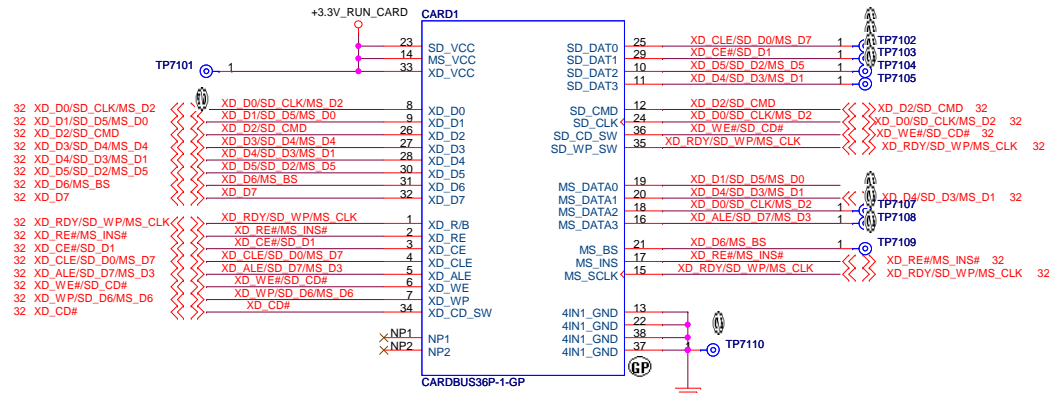 +3.3V_RUN_CARD
CARD1
TP7101 1
23 SD_VCC
14 MS_VCC
33 XD_VCC
32 XD_D0/SD_CLK/MS_D2 XD_D0/SD_CLK/MS_D2 8 XD_D0
32 XD_D1/SD_D5/MS_D0 XD_D1/SD_D5/MS_D0 9 XD_D1
32 XD_D2/SD_CMD XD_D2/SD_CMD 26 XD_D2
32 XD_D3/SD_D4/MS_D4 XD_D3/SD_D4/MS_D4 27 XD_D3
32 XD_D4/SD_D3/MS_D1 XD_D4/SD_D3/MS_D1 28 XD_D4
32 XD_D5/SD_D2/MS_D5 XD_D5/SD_D2/MS_D5 30 XD_D5
32 XD_D6/MS_BS XD_D6/MS_BS 31 XD_D6
32 XD_D7 XD_D7 32 XD_D7
32 XD_RDY/SD_WP/MS_CLK XD_RDY/SD_WP/MS_CLK 1 XD_R/B
32 XD_RE#/MS_INS# XD_RE#/MS_INS# 2 XD_RE
32 XD_CE#/SD_D1 XD_CE#/SD_D1 3 XD_CE
32 XD_CLE/SD_D0/MS_D7 XD_CLE/SD_D0/MS_D7 4 XD_CLE
32 XD_ALE/SD_D7/MS_D3 XD_ALE/SD_D7/MS_D3 5 XD_ALE
32 XD_WE#/SD_CD# XD_WE#/SD_CD# 6 XD_WE
32 XD_WP/SD_D6/MS_D6 XD_WP/SD_D6/MS_D6 7 XD_WP
32 XD_CD# XD_CD# 34 XD_CD_SW
NP1 NP1
NP2 NP2
SD_DAT0 25 XD_CLE/SD_D0/MS_D7 1 TP7102
SD_DAT1 29 XD_CE#/SD_D1 1 TP7103
SD_DAT2 10 XD_D5/SD_D2/MS_D5 1 TP7104
SD_DAT3 11 XD_D4/SD_D3/MS_D1 1 TP7105
SD_CMD 12 XD_D2/SD_CMD XD_D2/SD_CMD 32
SD_CLK 24 XD_D0/SD_CLK/MS_D2 XD_D0/SD_CLK/MS_D2 32
SD_CD_SW 36 XD_WE#/SD_CD# XD_WE#/SD_CD# 32
SD_WP_SW 35 XD_RDY/SD_WP/MS_CLK XD_RDY/SD_WP/MS_CLK 32
MS_DATA0 19 XD_D1/SD_D5/MS_D0
MS_DATA1 20 XD_D4/SD_D3/MS_D1 XD_D4/SD_D3/MS_D1 32
MS_DATA2 18 XD_D0/SD_CLK/MS_D2 1 TP7107
MS_DATA3 16 XD_ALE/SD_D7/MS_D3 1 TP7108
MS_BS 21 XD_D6/MS_BS 1 TP7109
MS_INS 17 XD_RE#/MS_INS# XD_RE#/MS_INS# 32
MS_SCLK 15 XD_RDY/SD_WP/MS_CLK XD_RDY/SD_WP/MS_CLK 32
4IN1_GND 13
4IN1_GND 22
4IN1_GND 38
4IN1_GND 37 TP7110
GP
CARDBUS36P-1-GP